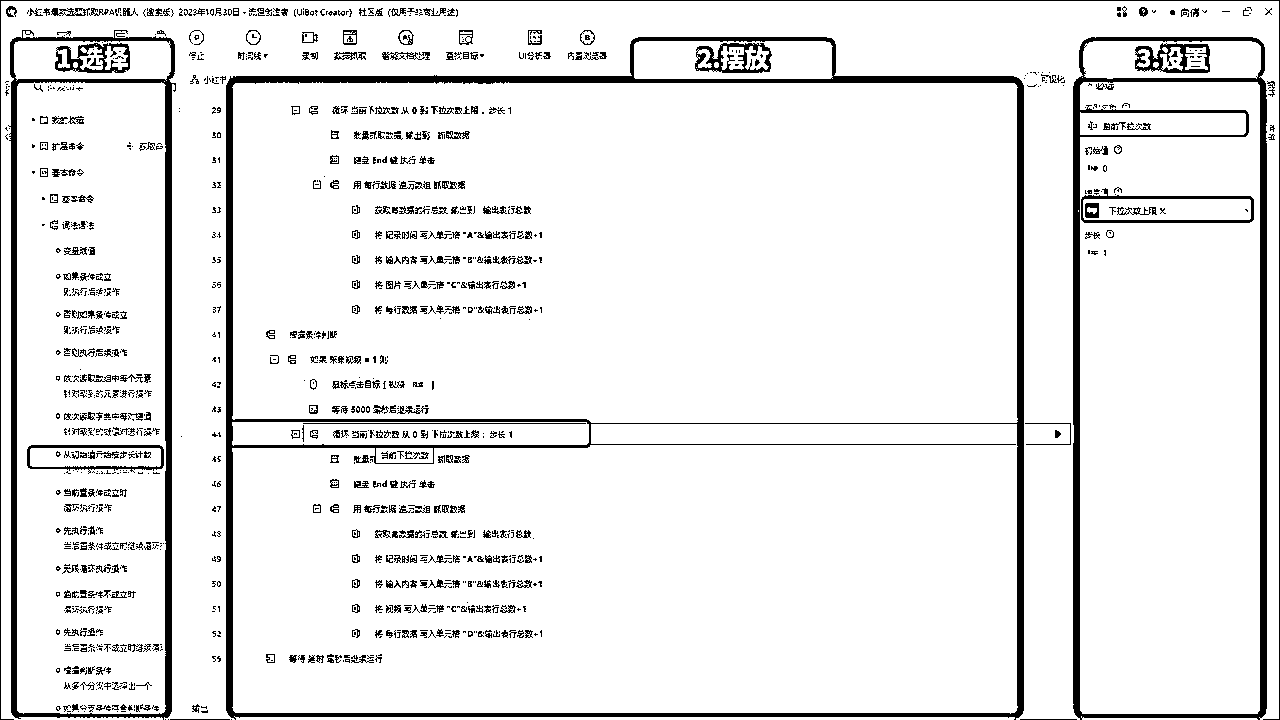 小红书爆款选题抓取RPA机器人（搜索版）2023年10月30日 - 流程创造者（UiBot Creator） 社区版（仅用于非商业用途）
停止
时间线
录制
数据抓取
智能文档处理
查找目标
UI分析器
内置浏览器
1.选择
2.摆放
3.设置
小红书
可视化
我的收藏
扩展命令
基本命令
基本命令
词法语法
变量赋值
如果条件成立
则执行后续操作
否则如果条件成立
则执行后续操作
否则执行后续操作
依次读取数组中每个元素
针对取到的元素进行操作
依次读取字典中每对键值
针对取到的键值对进行操作
从初始值开始按步长计数
当前置条件成立时
循环执行操作
先执行操作
当后置条件成立时继续循环
无限循环执行操作
当前置条件不成立时
循环执行操作
先执行操作
当后置条件不成立时继续循
根据判断条件
从多个分支中选择出一个
29 循环 当前下拉次数 从 0 到 下拉次数上限 ，步长 1
30 批量抓取数据, 输出到 抓取数据
31 键盘 End 键 执行 单击
32 用 每行数据 遍历数组 抓取数据
33 获取有数据的行总数, 输出到 输出表行总数
34 将 记录时间 写入单元格 "A"&输出表行总数+1
35 将 输入内容 写入单元格 "B"&输出表行总数+1
36 将 图片 写入单元格 "C"&输出表行总数+1
37 将 每行数据 写入单元格 "D"&输出表行总数+1
41 根据条件判断
41 如果 采集视频 = 1 则
42 鼠标点击目标 [ 视频 ]
43 等待 5000 毫秒后继续运行
44 循环 当前下拉次数 从 0 到 下拉次数上限 ，步长 1
当前下拉次数
45 批量抓 抓取数据
46 键盘 End 键 执行 单击
47 用 每行数据 遍历数组 抓取数据
48 获取有数据的行总数, 输出到 输出表行总数
49 将 记录时间 写入单元格 "A"&输出表行总数+1
50 将 输入内容 写入单元格 "B"&输出表行总数+1
51 将 视频 写入单元格 "C"&输出表行总数+1
52 将 每行数据 写入单元格 "D"&输出表行总数+1
55 等待 延时 毫秒后继续运行
输出
当前下拉次数
初始值
0
下拉次数上限
步长
1